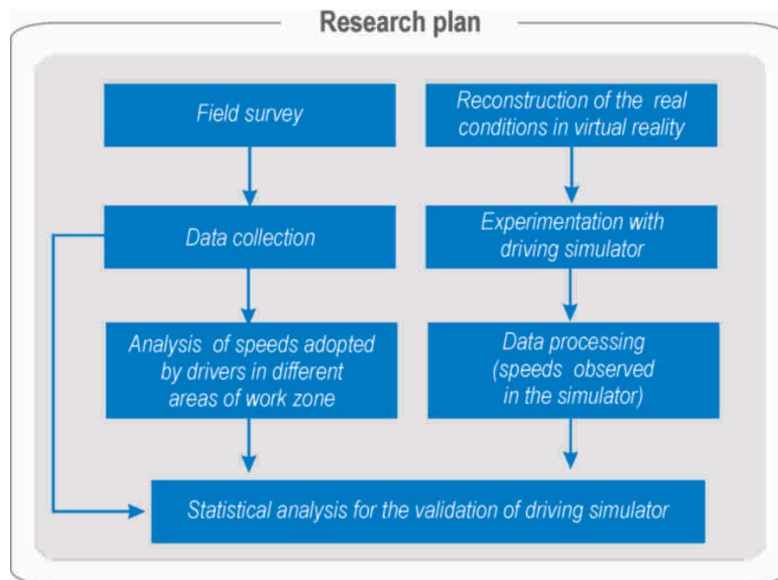 Research plan
Field survey
Reconstruction of the real
conditions in virtual reality
Data collection
Experimentation with
driving simulator
Analysis of speeds adopted
by drivers in different
areas of work zone
Data processing
(speeds observed
in the simulator)
Statistical analysis for the validation of driving simulator